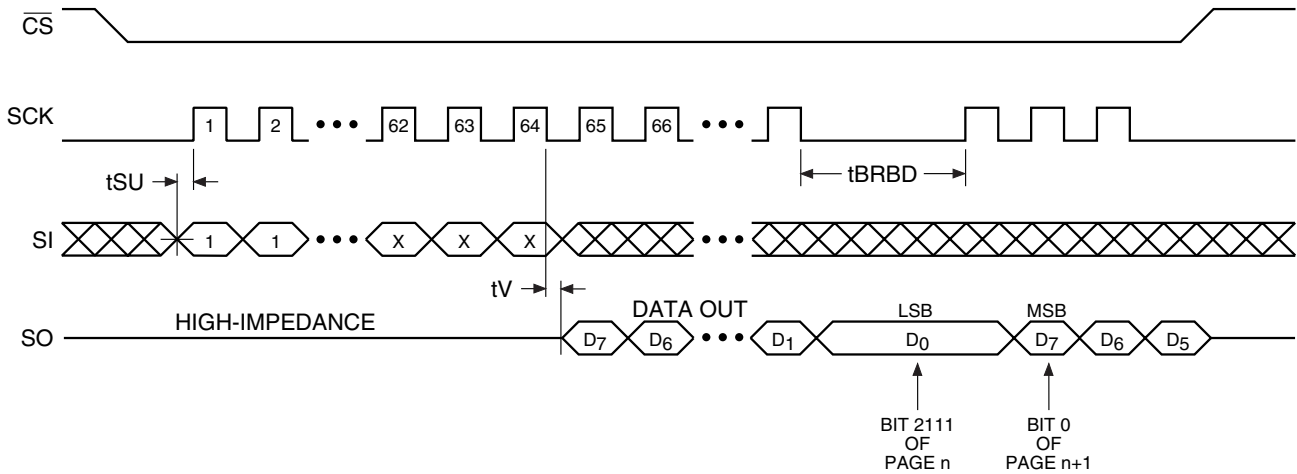 CS
SCK
1 2 ••• 62 63 64 65 66 •••
tSU
tBRBD
SI
1 1 ••• X X X •••
tV
HIGH-IMPEDANCE
DATA OUT
LSB
MSB
SO
D7 D6 ••• D1 D0 D7 D6 D5
BIT 2111
OF
PAGE n
BIT 0
OF
PAGE n+1